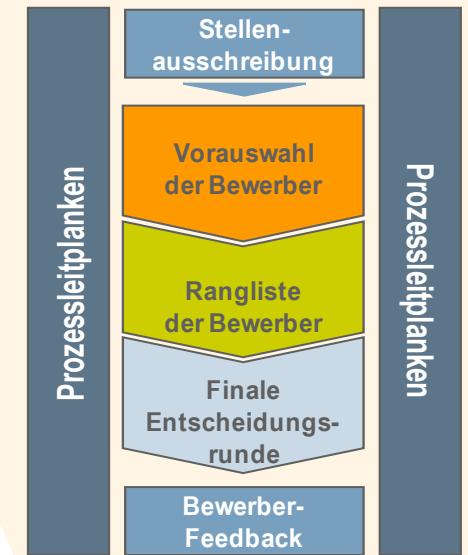 Prozessleitplanken
Stellen-
ausschreibung
Vorauswahl
der Bewerber
Rangliste
der Bewerber
Finale
Entscheidungs-
runde
Bewerber-
Feedback
Prozessleitplanken